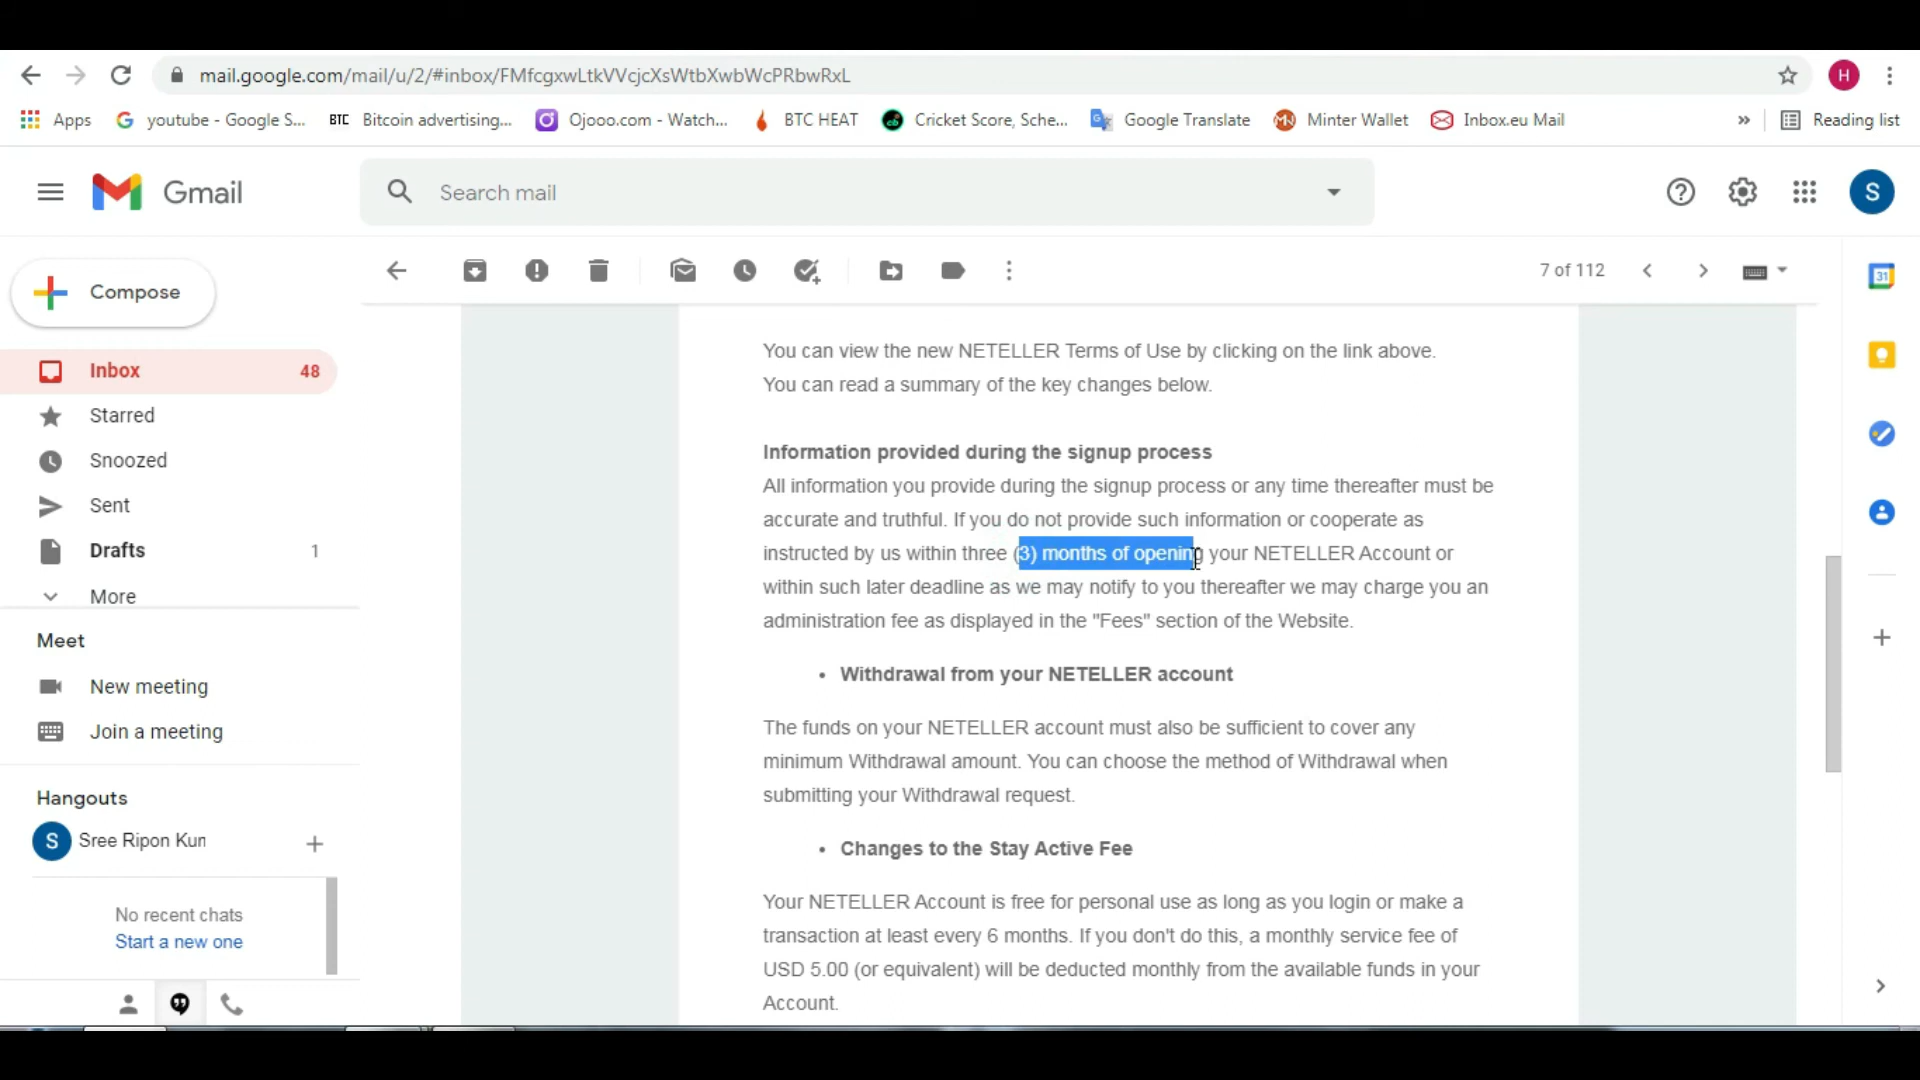 mail.google.com/mail/u/2/#inbox/FMfcgxwLtkVVcjcXsWtbXwbWcPRbwRxL
H
Apps youtube - Google S... BTC Bitcoin advertising... Ojooo.com - Watch... BTC HEAT Cricket Score, Sche... Google Translate Minter Wallet Inbox.eu Mail » Reading list
Gmail
Search mail
S
Compose
7 of 112
31
Inbox 48
Starred
Snoozed
Sent
Drafts 1
More
Meet
New meeting
Join a meeting
Hangouts
S Sree Ripon Kun
No recent chats
Start a new one
You can view the new NETELLER Terms of Use by clicking on the link above.
You can read a summary of the key changes below.
Information provided during the signup process
All information you provide during the signup process or any time thereafter must be
accurate and truthful. If you do not provide such information or cooperate as
instructed by us within three (3) months of opening your NETELLER Account or
within such later deadline as we may notify to you thereafter we may charge you an
administration fee as displayed in the "Fees" section of the Website.
• Withdrawal from your NETELLER account
The funds on your NETELLER account must also be sufficient to cover any
minimum Withdrawal amount. You can choose the method of Withdrawal when
submitting your Withdrawal request.
• Changes to the Stay Active Fee
Your NETELLER Account is free for personal use as long as you login or make a
transaction at least every 6 months. If you don't do this, a monthly service fee of
USD 5.00 (or equivalent) will be deducted monthly from the available funds in your
Account.